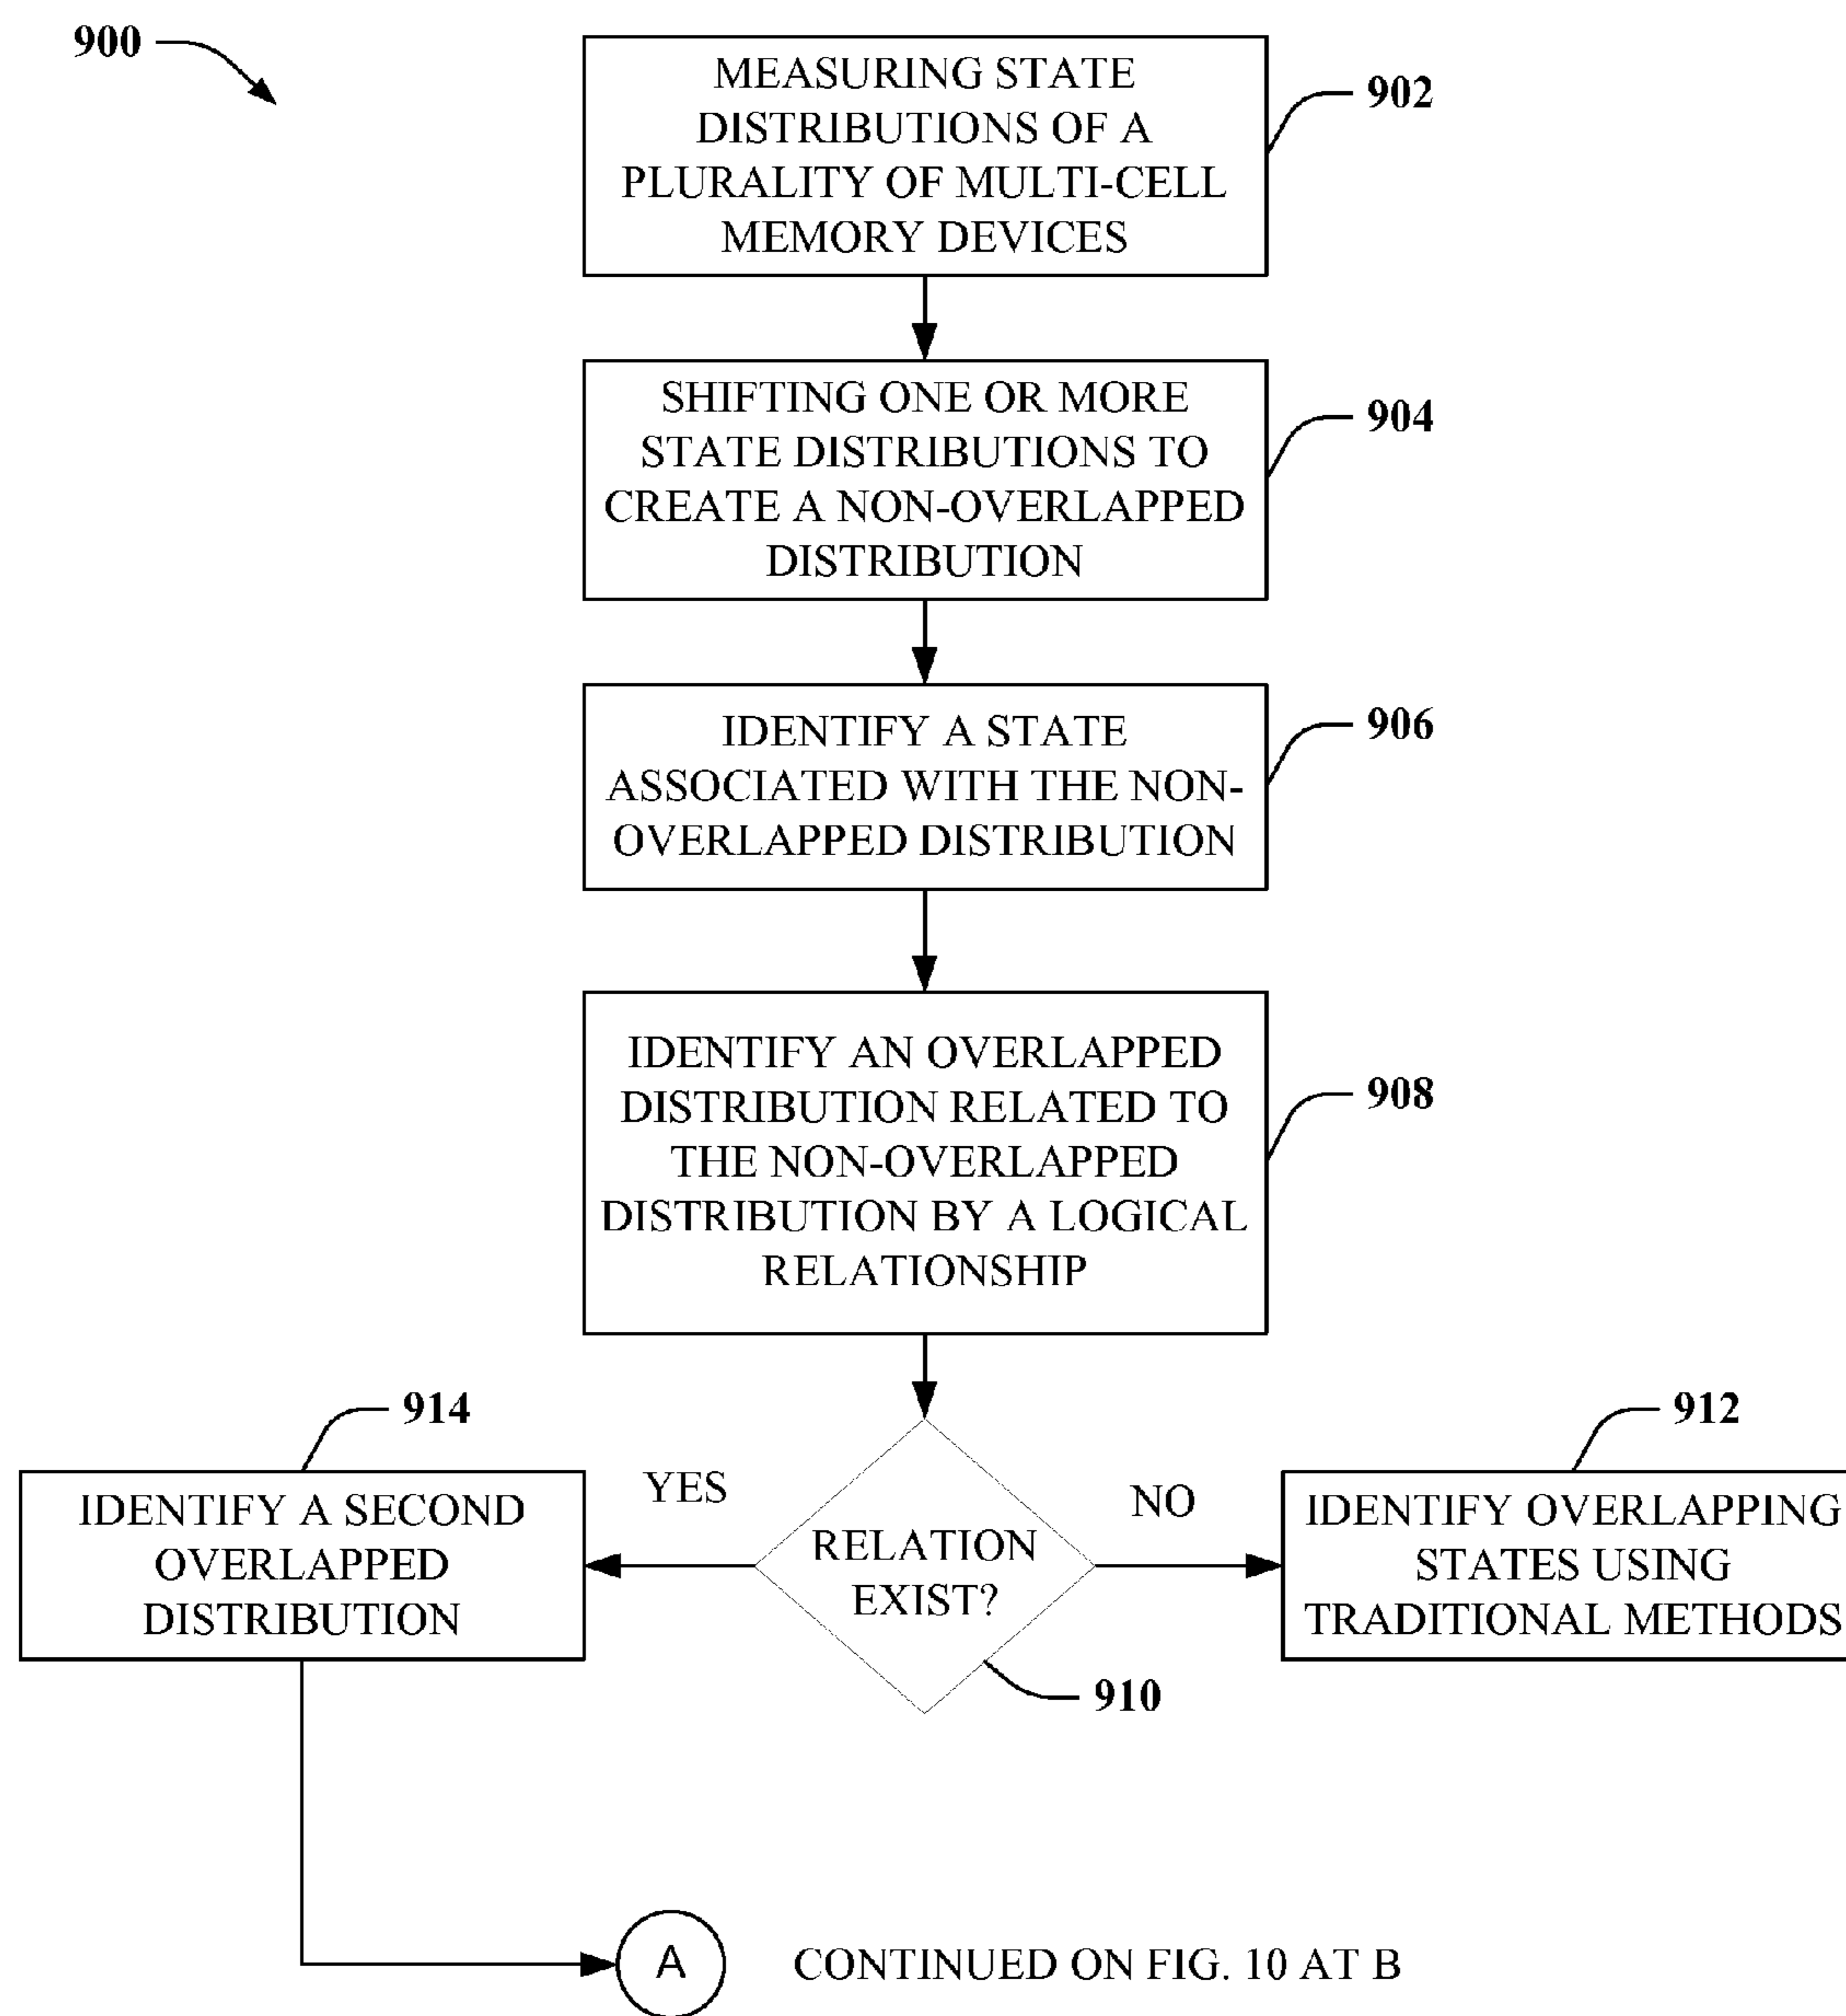 900
MEASURING STATE
DISTRIBUTIONS OF A
PLURALITY OF MULTI-CELL
MEMORY DEVICES
902
SHIFTING ONE OR MORE
STATE DISTRIBUTIONS TO
CREATE A NON-OVERLAPPED
DISTRIBUTION
904
IDENTIFY A STATE
ASSOCIATED WITH THE NON-
OVERLAPPED DISTRIBUTION
906
IDENTIFY AN OVERLAPPED
DISTRIBUTION RELATED TO
THE NON-OVERLAPPED
DISTRIBUTION BY A LOGICAL
RELATIONSHIP
908
914
IDENTIFY A SECOND
OVERLAPPED
DISTRIBUTION
YES
RELATION
EXIST?
910
NO
912
IDENTIFY OVERLAPPING
STATES USING
TRADITIONAL METHODS
A
CONTINUED ON FIG. 10 AT B